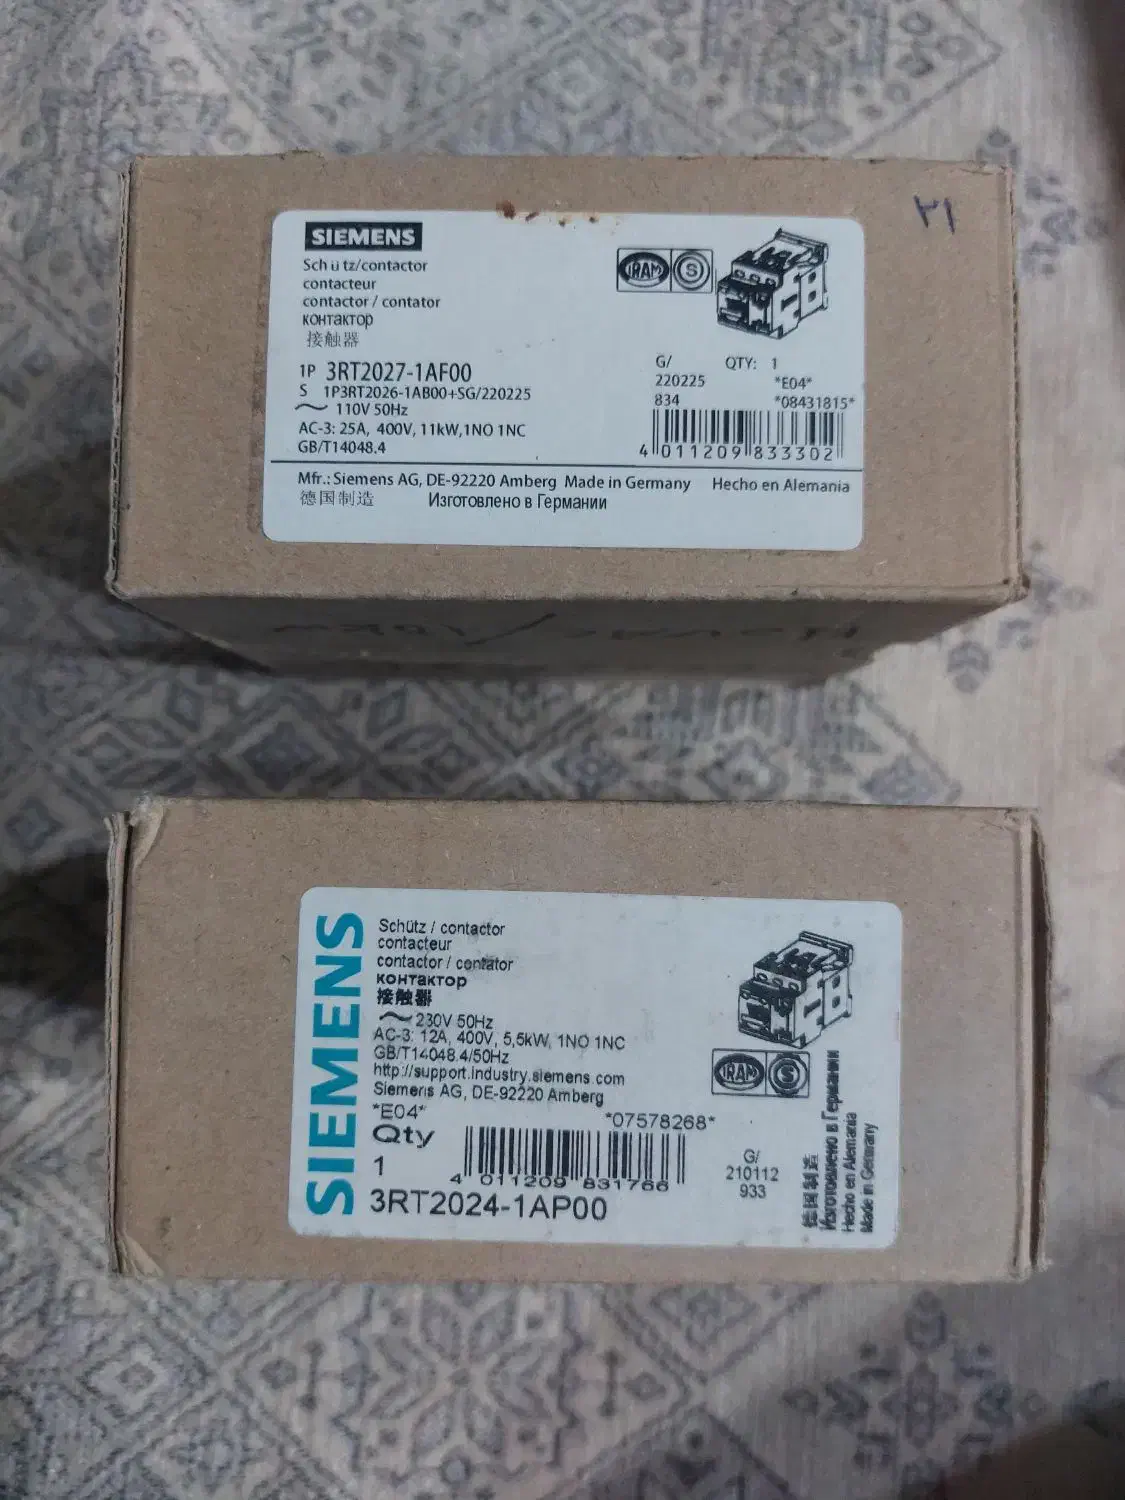 SIEMENS
Schütz/contactor
contacteur
contactor / contator
контактор
接触器
1P 3RT2027-1AF00
S 1P3RT2026-1AB00+SG/220225
~ 110V 50Hz
AC-3: 25A, 400V, 11kW,1NO 1NC
GB/T14048.4
IRAM S
G/ QTY: 1
220225 *E04*
834 *08431815*
4 011209 833302
Mfr.: Siemens AG, DE-92220 Amberg Made in Germany Hecho en Alemania
德国制造 Изготовлено в Германии
۲۱
SIEMENS
Schütz / contactor
contacteur
contactor / contator
контактор
接触器
~ 230V 50Hz
AC-3: 12A, 400V, 5,5kW, 1NO 1NC
GB/T14048.4/50Hz
http://support.industry.siemens.com
Siemens AG, DE-92220 Amberg
*E04* *07578268*
Qty
1
4 011209 831766
3RT2024-1AP00
IRAM S
G/
210112
933
德国制造
Изготовлено в Германии
Hecho en Alemania
Made in Germany